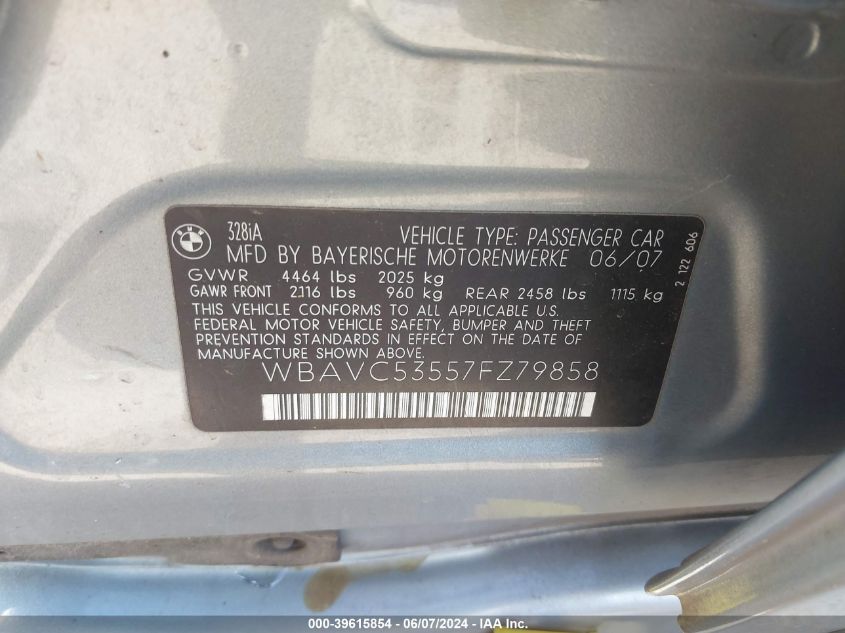 BMW
328iA
VEHICLE TYPE: PASSENGER CAR
MFD BY BAYERISCHE MOTORENWERKE 06/07
GVWR 4464 lbs 2025 kg
GAWR FRONT 2116 lbs 960 kg REAR 2458 lbs 1115 kg
THIS VEHICLE CONFORMS TO ALL APPLICABLE U.S.
FEDERAL MOTOR VEHICLE SAFETY, BUMPER AND THEFT
PREVENTION STANDARDS IN EFFECT ON THE DATE OF
MANUFACTURE SHOWN ABOVE.
WBAVC53557FZ79858
2 122 606
000-39615854 - 06/07/2024 - IAA Inc.